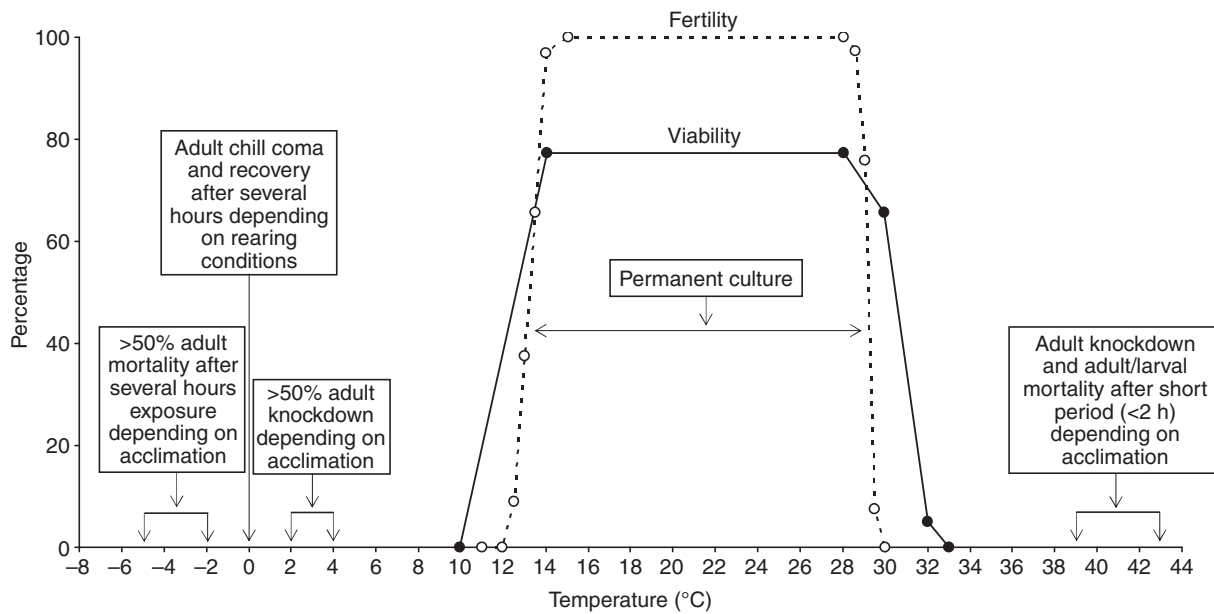 Fertility
100
Viability
80
Adult chill coma
and recovery
after several
hours depending
on rearing
conditions
60
Percentage
Permanent culture
40
>50% adult
mortality after
several hours
exposure
depending on
acclimation
>50% adult
knockdown
depending on
acclimation
Adult knockdown
and adult/larval
mortality after short
period (<2 h)
depending on
acclimation
20
0
−8 −6 −4 −2 0 2 4 6 8 10 12 14 16 18 20 22 24 26 28 30 32 34 36 38 40 42 44
Temperature (°C)